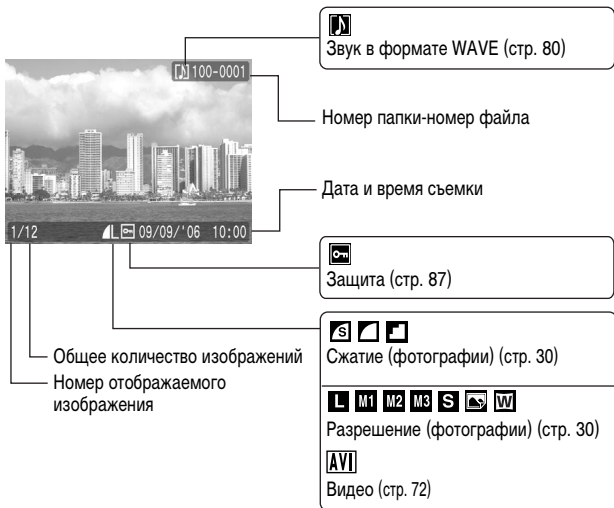 Звук в формате WAVE (стр. 80)
100-0001
Номер папки-номер файла
Дата и время съемки
1/12 L 09/09/'06 10:00
Защита (стр. 87)
S
Сжатие (фотографии) (стр. 30)
Общее количество изображений
Номер отображаемого
изображения
L M1 M2 M3 S W
Разрешение (фотографии) (стр. 30)
AVI
Видео (стр. 72)